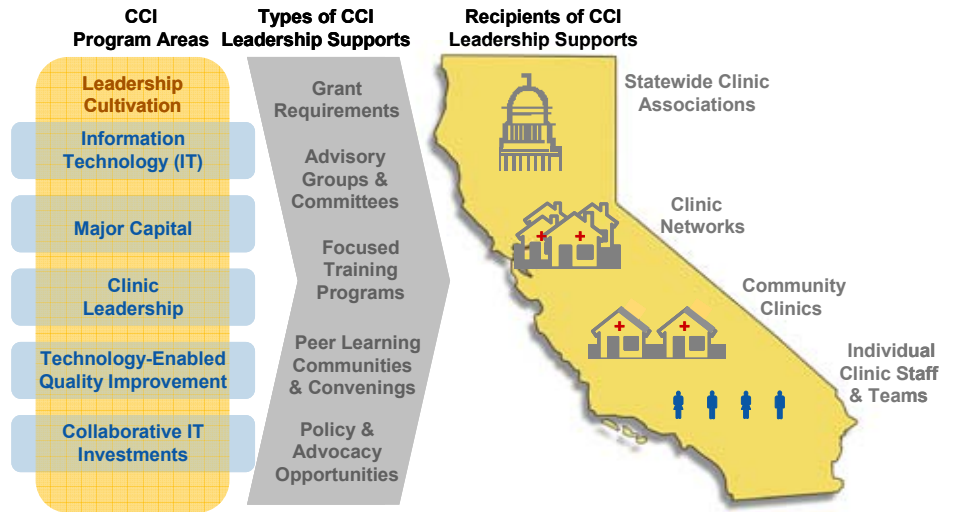 CCI
Program Areas
Types of CCI
Leadership Supports
Recipients of CCI
Leadership Supports
Leadership
Cultivation
Information
Technology (IT)
Major Capital
Clinic
Leadership
Technology-Enabled
Quality Improvement
Collaborative IT
Investments
Grant
Requirements
Advisory
Groups &
Committees
Focused
Training
Programs
Peer Learning
Communities
& Convenings
Policy &
Advocacy
Opportunities
Statewide Clinic
Associations
Clinic
Networks
Community
Clinics
Individual
Clinic Staff
& Teams